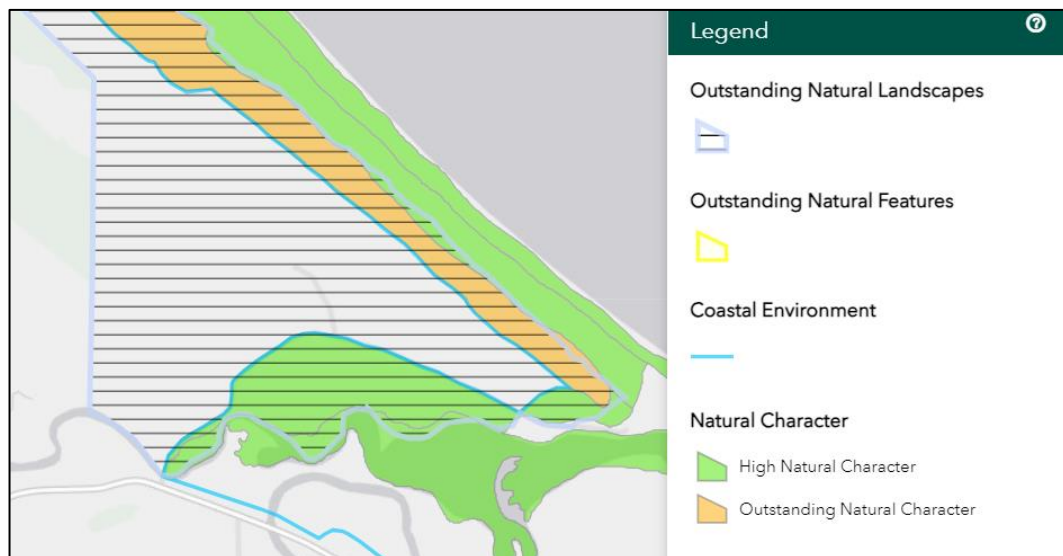 Legend
?
Outstanding Natural Landscapes
Outstanding Natural Features
Coastal Environment
Natural Character
High Natural Character
Outstanding Natural Character